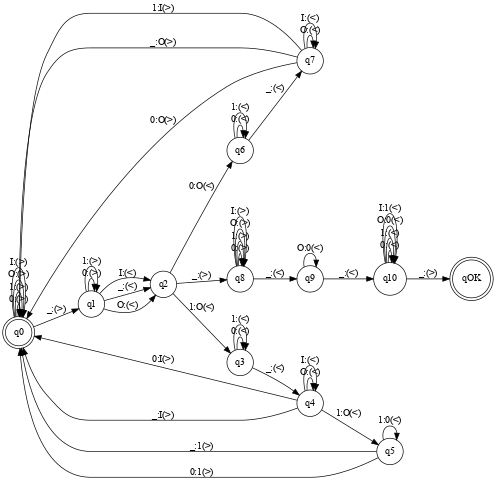 1:I(>)
_:O(>)
I:(<)
O:(<)
q7
_:(<)
0:O(>)
1:(<)
0:(<)
q6
0:O(<)
I:(>)
O:(>)
1:(>)
0:(>)
q0
_:(>)
1:(>)
0:(>)
q1
I:(<)
_:(<)
O:(<)
q2
_:(>)
I:(>)
O:(>)
1:(>)
0:(>)
q8
_:(<)
O:0(<)
q9
_:(<)
I:1(<)
O:0(<)
1:(<)
0:(<)
q10
_:(>)
qOK
1:O(<)
1:(<)
0:(<)
q3
_:(<)
I:(<)
O:(<)
q4
0:I(>)
_:I(>)
1:O(<)
1:0(<)
q5
_:1(>)
0:1(>)